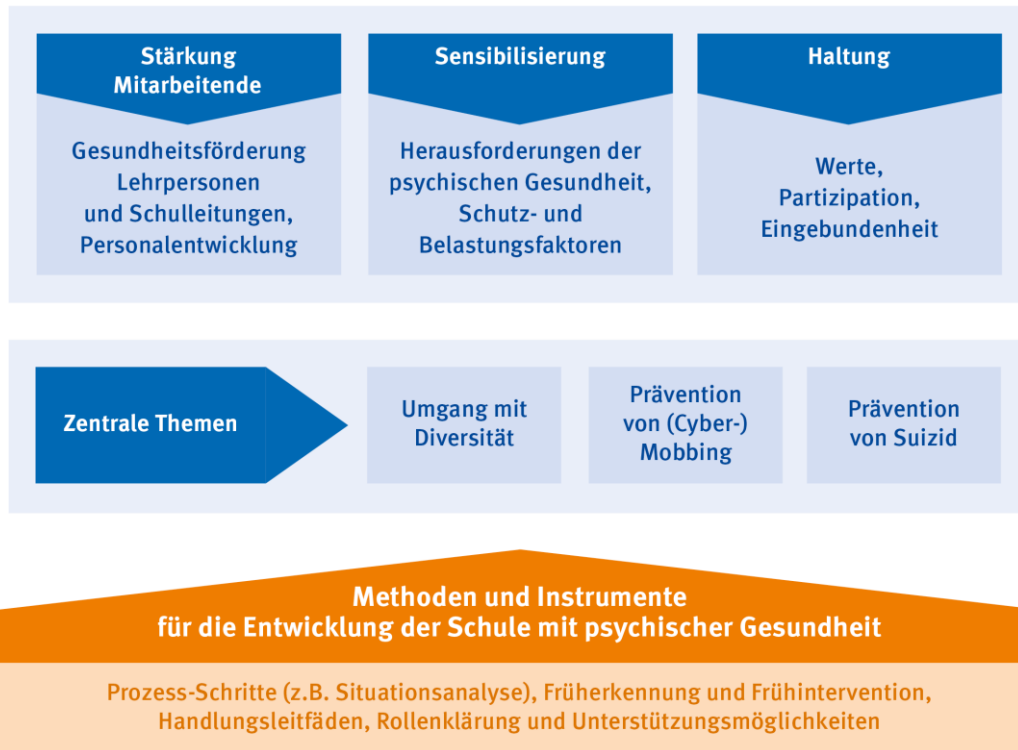 Stärkung
Mitarbeitende
Gesundheitsförderung
Lehrpersonen
und Schulleitungen,
Personalentwicklung
Sensibilisierung
Herausforderungen der
psychischen Gesundheit,
Schutz- und
Belastungsfaktoren
Haltung
Werte,
Partizipation,
Eingebundenheit
Zentrale Themen
Umgang mit
Diversität
Prävention
von (Cyber-)
Mobbing
Prävention
von Suizid
Methoden und Instrumente
für die Entwicklung der Schule mit psychischer Gesundheit
Prozess-Schritte (z.B. Situationsanalyse), Früherkennung und Frühintervention,
Handlungsleitfäden, Rollenklärung und Unterstützungsmöglichkeiten